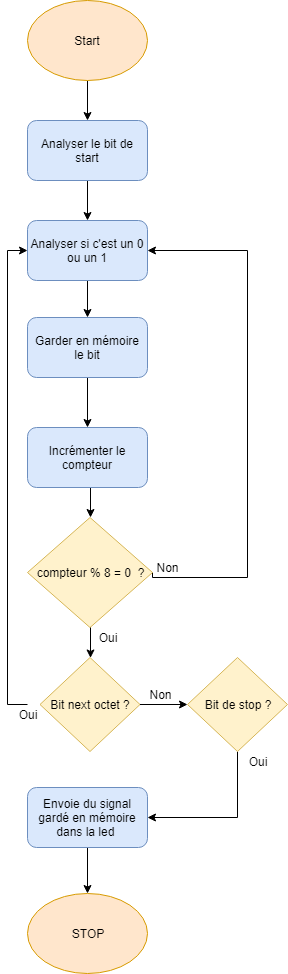 Start
Analyser le bit de
start
Analyser si c'est un 0
ou un 1
Garder en mémoire
le bit
Incrémenter le
compteur
compteur % 8 = 0 ?
Non
Oui
Bit next octet ?
Non
Bit de stop ?
Oui
Oui
Envoie du signal
gardé en mémoire
dans la led
STOP